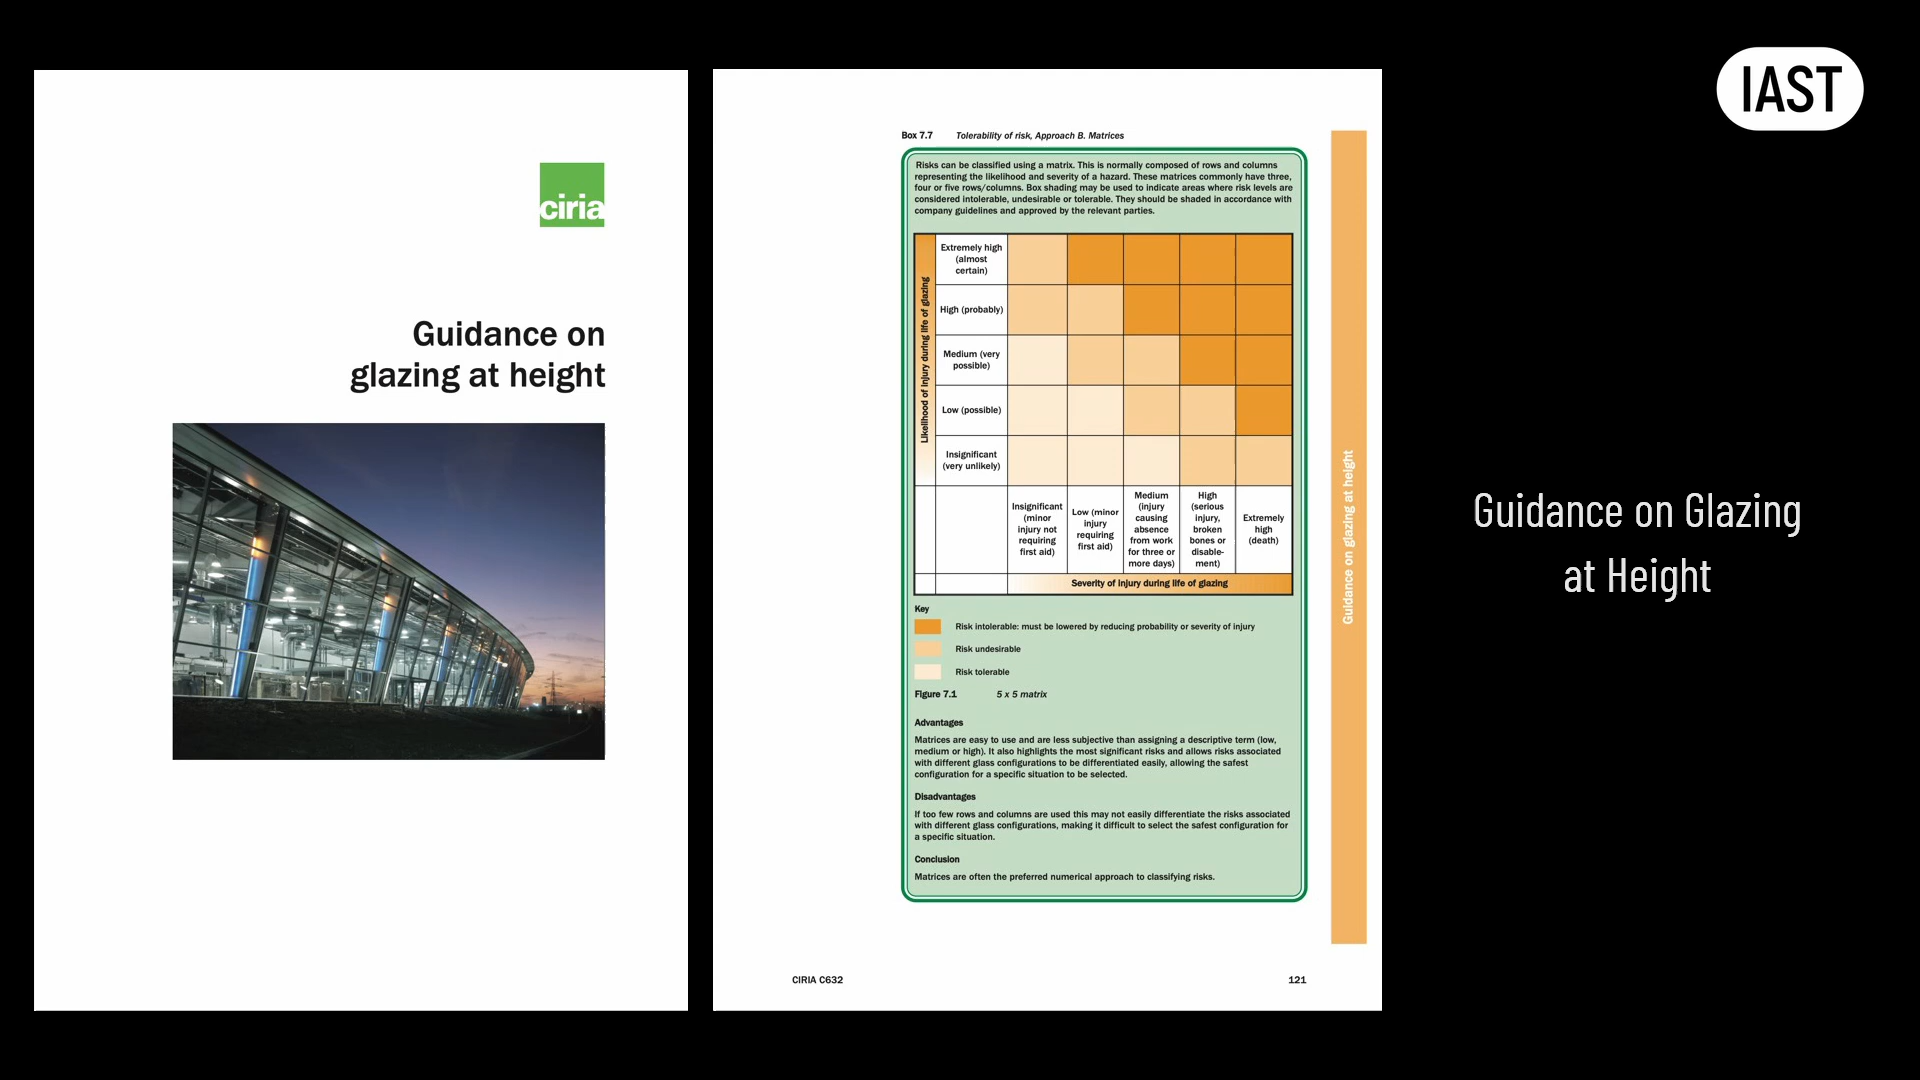 IAST
ciria
Guidance on
glazing at height
Box 7.7 Tolerability of risk, Approach B. Matrices
Risks can be classified using a matrix. This is normally composed of rows and columns
representing the likelihood and severity of a hazard. These matrices commonly have three,
four or five rows/columns. Box shading may be used to indicate areas where risk levels are
considered intolerable, undesirable or tolerable. They should be shaded in accordance with
company guidelines and approved by the relevant parties.
Likelihood of injury during life of glazing
Extremely high
(almost
certain)
High (probably)
Medium (very
possible)
Low (possible)
Insignificant
(very unlikely)
Insignificant
(minor
injury not
requiring
first aid)
Low (minor
injury
requiring
first aid)
Medium
(injury
causing
absence
from work
for three or
more days)
High
(serious
injury,
broken
bones or
disable-
ment)
Extremely
high
(death)
Severity of injury during life of glazing
Key
Risk intolerable: must be lowered by reducing probability or severity of injury
Risk undesirable
Risk tolerable
Figure 7.1 5 x 5 matrix
Advantages
Matrices are easy to use and are less subjective than assigning a descriptive term (low,
medium or high). It also highlights the most significant risks and allows risks associated
with different glass configurations to be differentiated easily, allowing the safest
configuration for a specific situation to be selected.
Disadvantages
If too few rows and columns are used this may not easily differentiate the risks associated
with different glass configurations, making it difficult to select the safest configuration for
a specific situation.
Conclusion
Matrices are often the preferred numerical approach to classifying risks.
CIRIA C632
121
Guidance on glazing at height
Guidance on Glazing
at Height